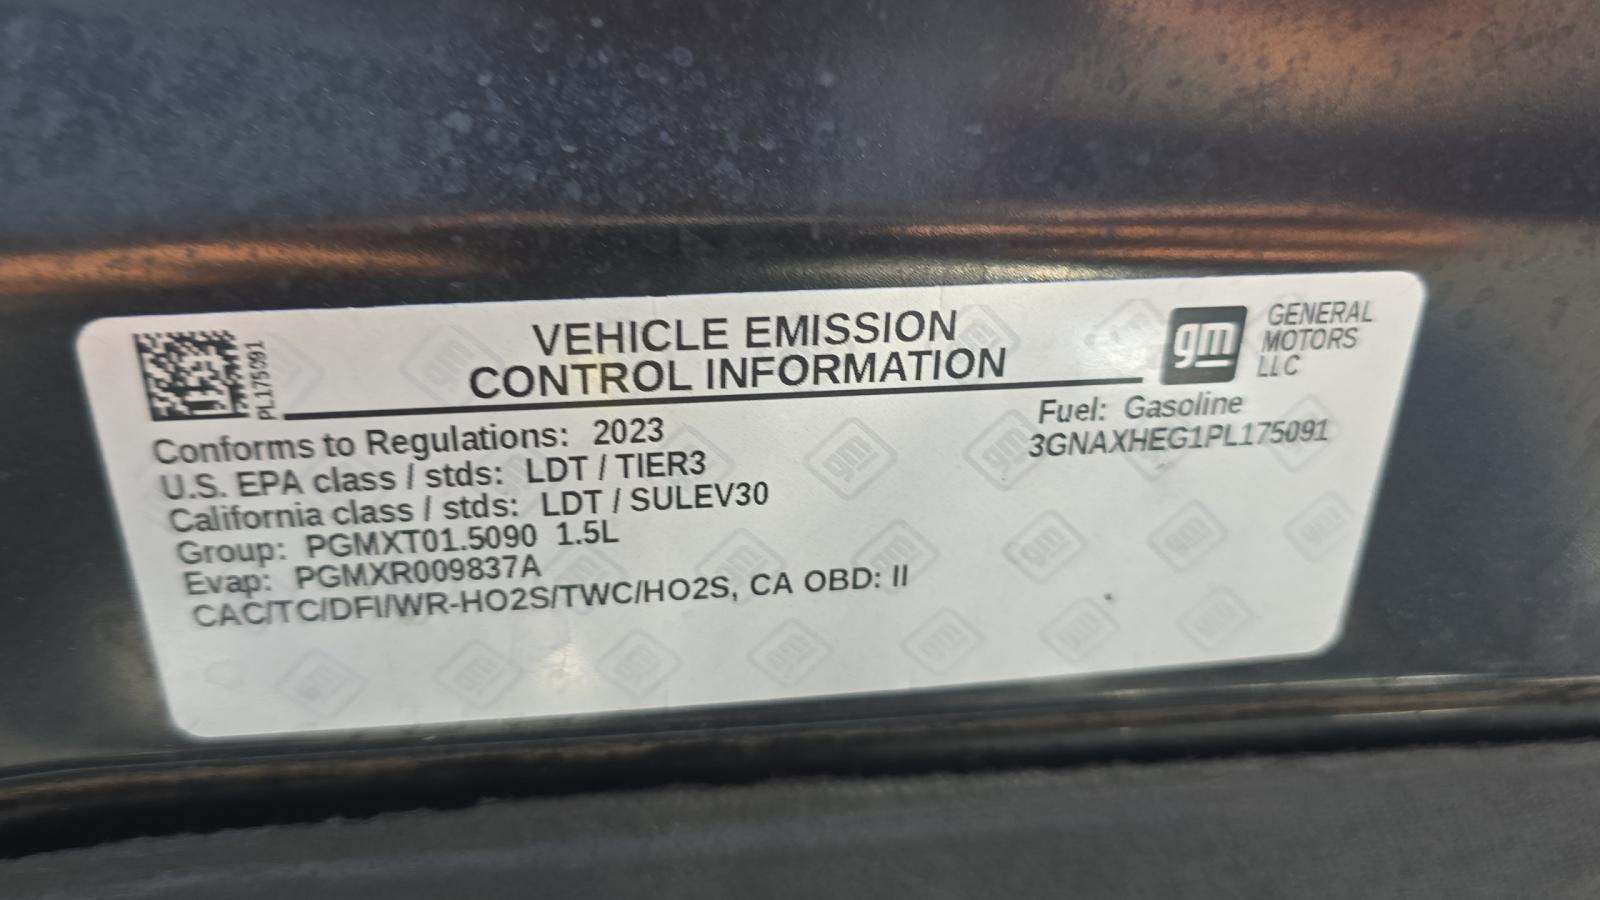 VEHICLE EMISSION
CONTROL INFORMATION
gm
GENERAL
MOTORS
LLC
PL175091
Conforms to Regulations: 2023
U.S. EPA class / stds: LDT / TIER3
California class / stds: LDT / SULEV30
Group: PGMXT01.5090 1.5L
Evap: PGMXR009837A
CAC/TC/DFI/WR-HO2S/TWC/HO2S, CA OBD: II
Fuel: Gasoline
3GNAXHEG1PL175091